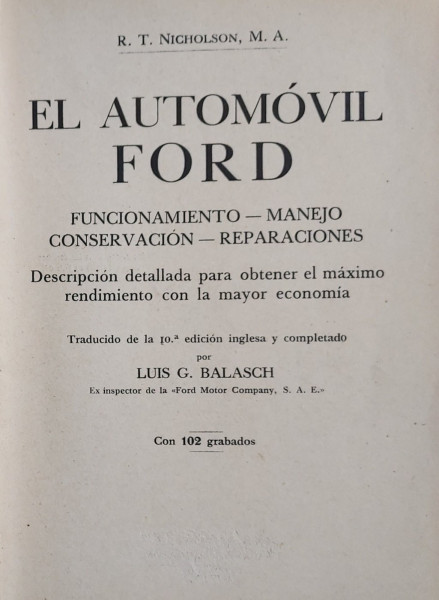 R. T. NICHOLSON, M. A.
EL AUTOMÓVIL
FORD
FUNCIONAMIENTO — MANEJO
CONSERVACIÓN — REPARACIONES
Descripción detallada para obtener el máximo
rendimiento con la mayor economía
Traducido de la 10.ª edición inglesa y completado
por
LUIS G. BALASCH
Ex inspector de la «Ford Motor Company, S. A. E.»
Con 102 grabados